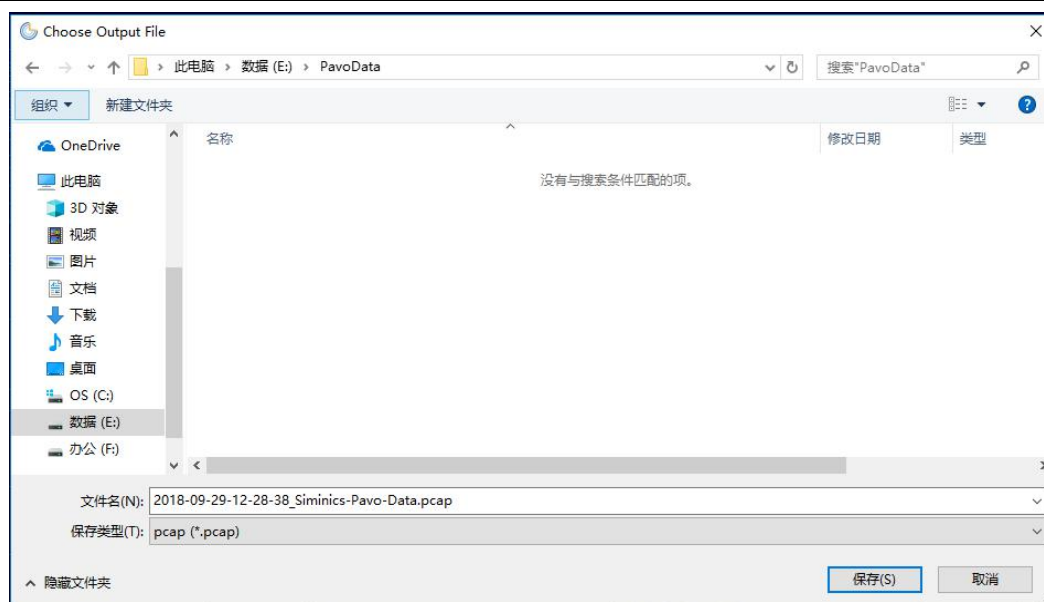 Choose Output File
此电脑 › 数据 (E:) › PavoData
搜索"PavoData"
组织
新建文件夹
名称
修改日期
类型
没有与搜索条件匹配的项。
OneDrive
此电脑
3D 对象
视频
图片
文档
下载
音乐
桌面
OS (C:)
数据 (E:)
办公 (F:)
文件名(N): 2018-09-29-12-28-38_Siminics-Pavo-Data.pcap
保存类型(T): pcap (*.pcap)
隐藏文件夹
保存(S)
取消